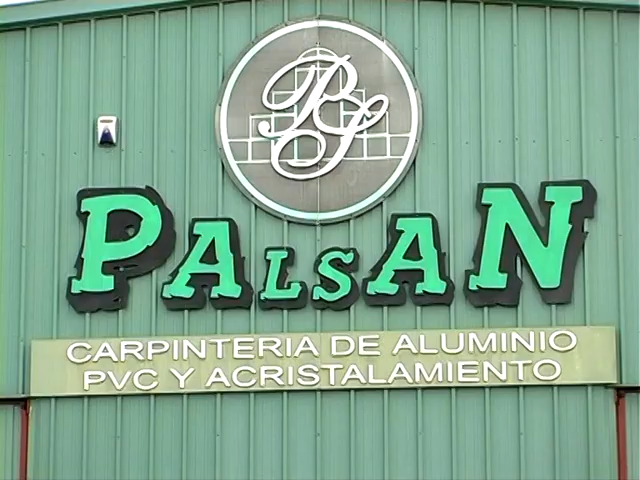 PS
PALSAN
CARPINTERIA DE ALUMINIO
PVC Y ACRISTALAMIENTO